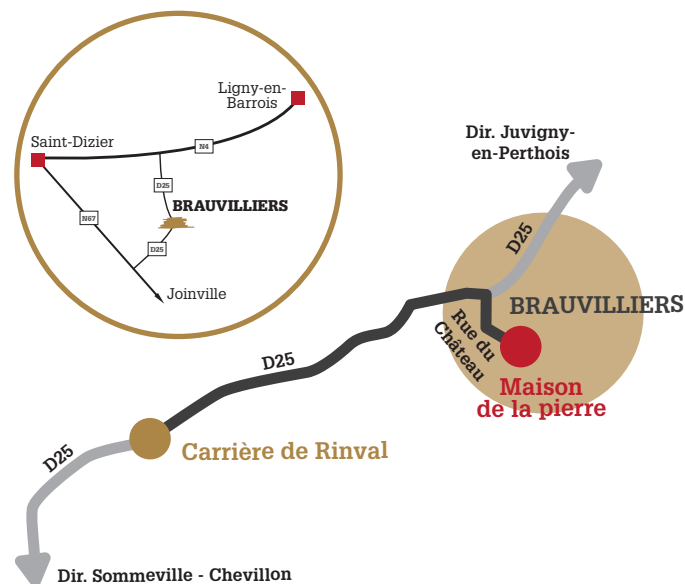 Ligny-en-
Barrois
Saint-Dizier
N4
D25
BRAUVILLIERS
N67
D25
Joinville
Dir. Juvigny-
en-Perthois
D25
BRAUVILLIERS
Rue du
Château
D25
Maison
de la pierre
Carrière de Rinval
D25
Dir. Sommeville - Chevillon